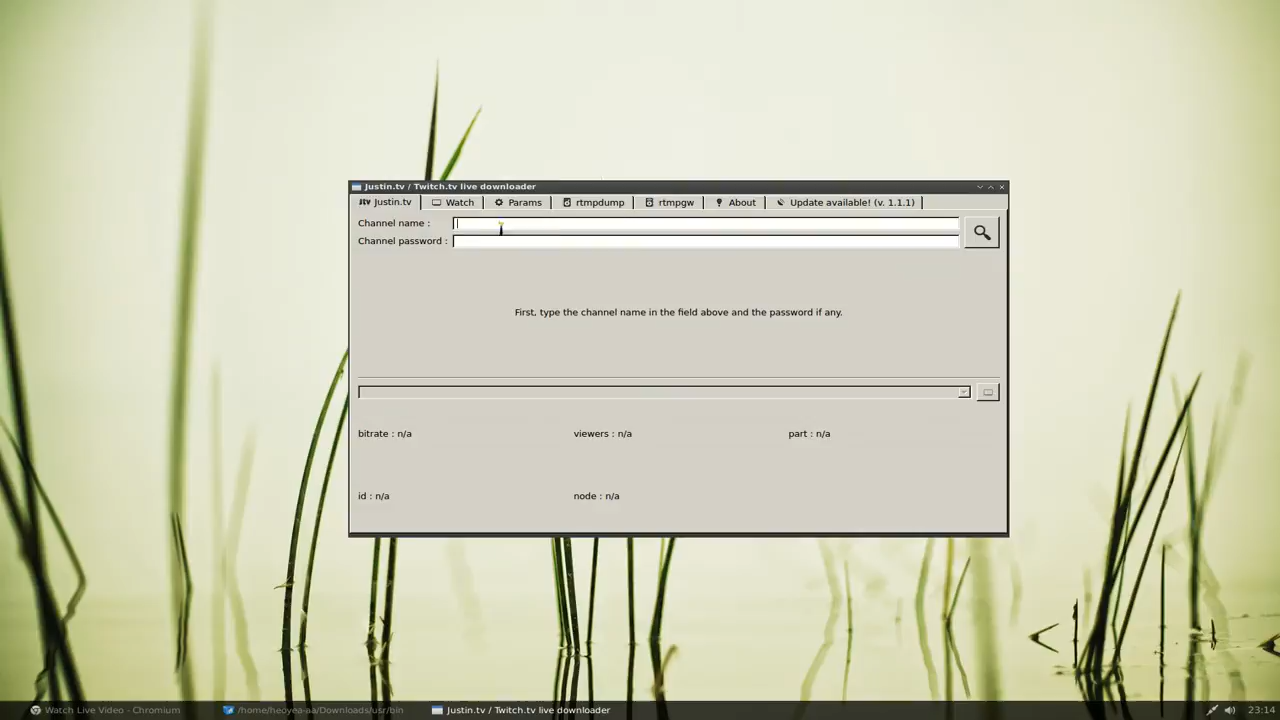 Justin.tv / Twitch.tv live downloader
Justin.tv Watch Params rtmpdump rtmpgw About Update available! (v. 1.1.1)
Channel name :
Channel password :
First, type the channel name in the field above and the password if any.
bitrate : n/a viewers : n/a part : n/a
id : n/a node : n/a
Watch Live Video - Chromium /home/heoyea-aa/Downloads/usr/bin Justin.tv / Twitch.tv live downloader 23:14